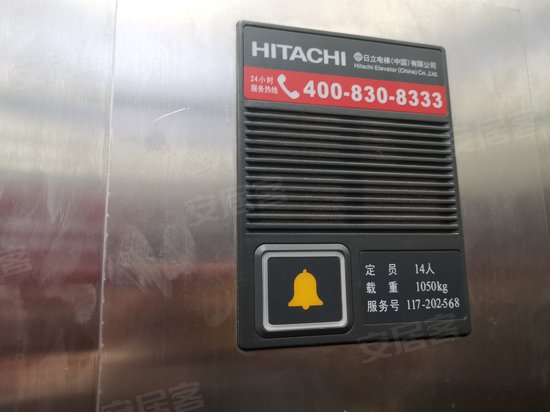 HITACHI 日立电梯(中国)有限公司
Hitachi Elevator(China)Co.,Ltd.
24小时
服务热线 400-830-8333
定员 14人
载重 1050kg
服务号 117-202-568
安居客
安居客
安居客